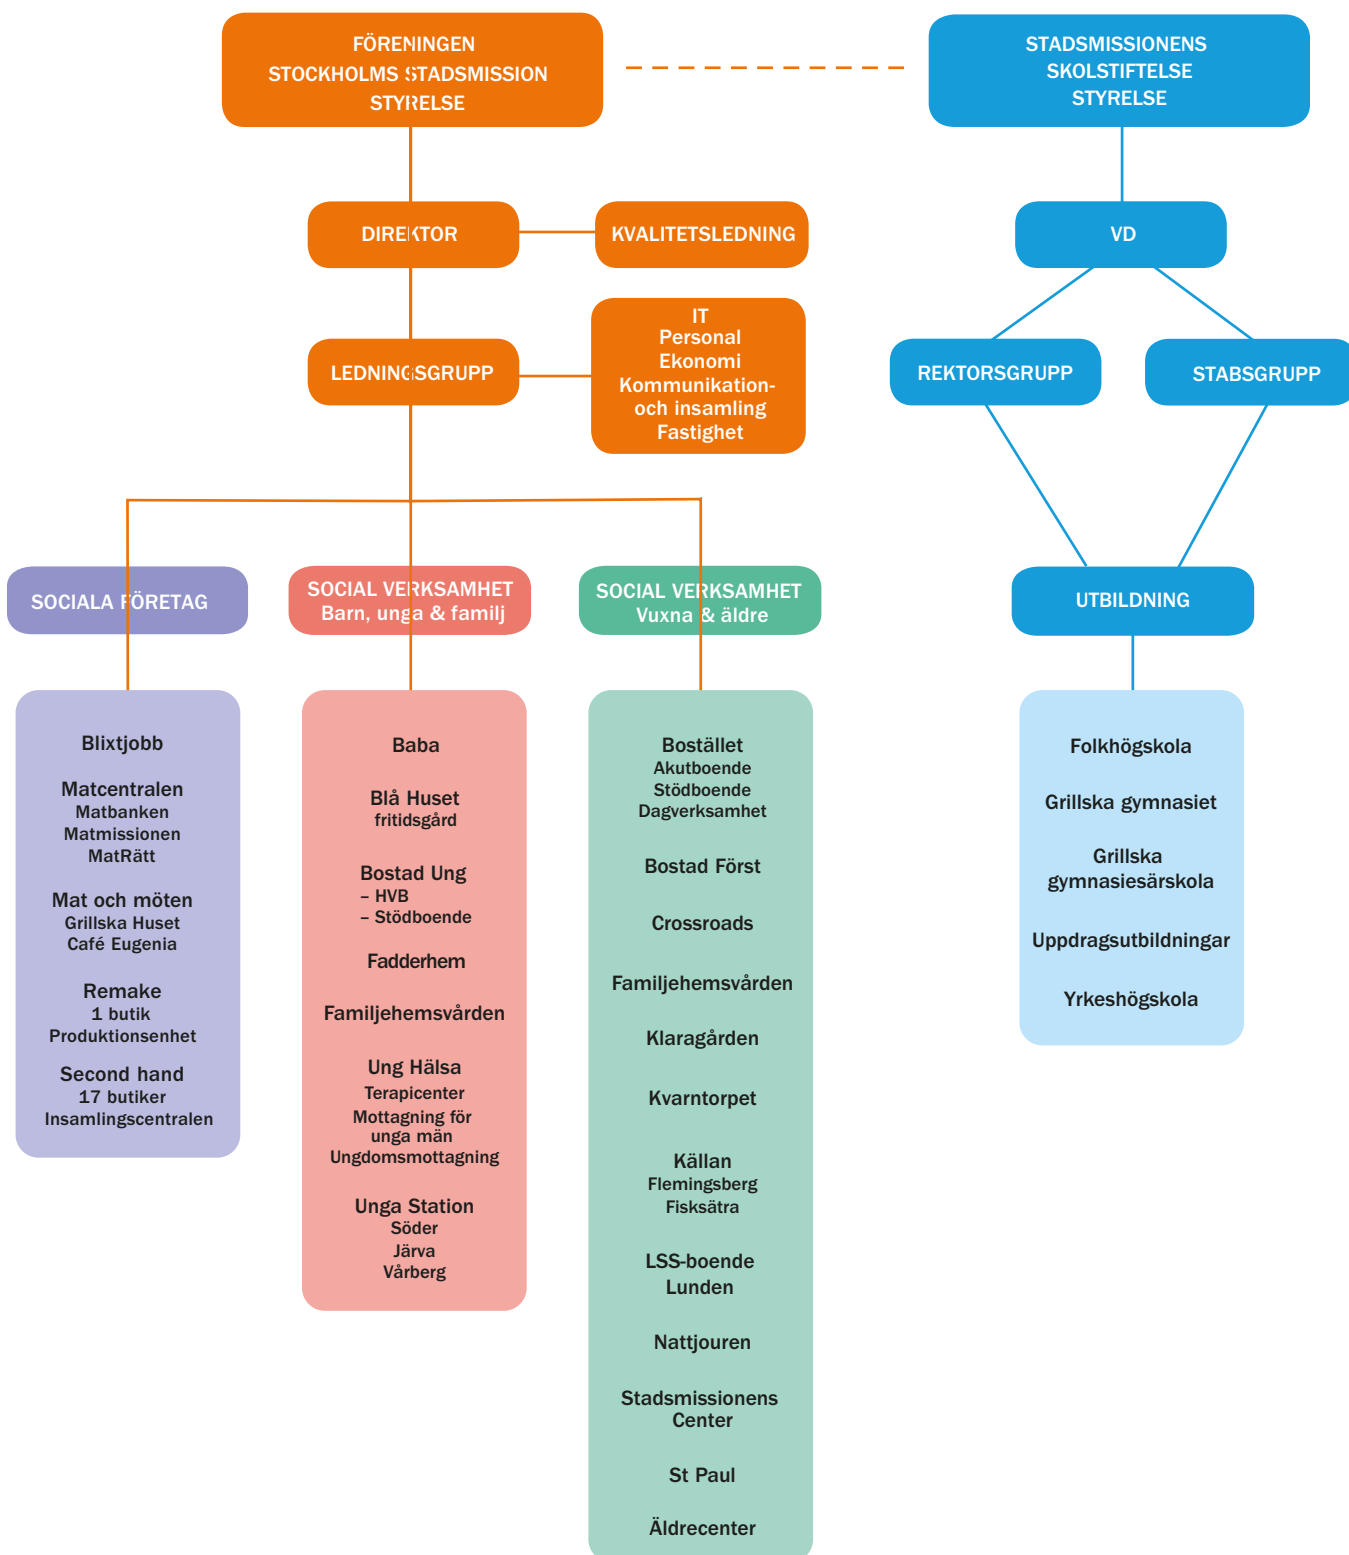 FÖRENINGEN
STOCKHOLMS STADSMISSION
STYRELSE
STADSMISSIONENS
SKOLSTIFTELSE
STYRELSE
DIREKTOR
KVALITETSLEDNING
VD
LEDNINGSGRUPP
IT
Personal
Ekonomi
Kommunikation-
och insamling
Fastighet
REKTORSGRUPP
STABSGRUPP
SOCIALA FÖRETAG
SOCIAL VERKSAMHET
Barn, unga & familj
SOCIAL VERKSAMHET
Vuxna & äldre
UTBILDNING
Blixtjobb
Matcentralen
Matbanken
Matmissionen
MatRätt
Mat och möten
Grillska Huset
Café Eugenia
Remake
1 butik
Produktionsenhet
Second hand
17 butiker
Insamlingscentralen
Baba
Blå Huset
fritidsgård
Bostad Ung
– HVB
– Stödboende
Fadderhem
Familjehemsvården
Ung Hälsa
Terapicenter
Mottagning för
unga män
Ungdomsmottagning
Unga Station
Söder
Järva
Vårberg
Bostället
Akutboende
Stödboende
Dagverksamhet
Bostad Först
Crossroads
Familjehemsvården
Klaragården
Kvarntorpet
Källan
Flemingsberg
Fisksätra
LSS-boende
Lunden
Nattjouren
Stadsmissionens
Center
St Paul
Äldrecenter
Folkhögskola
Grillska gymnasiet
Grillska
gymnasiesärskola
Uppdragsutbildningar
Yrkeshögskola